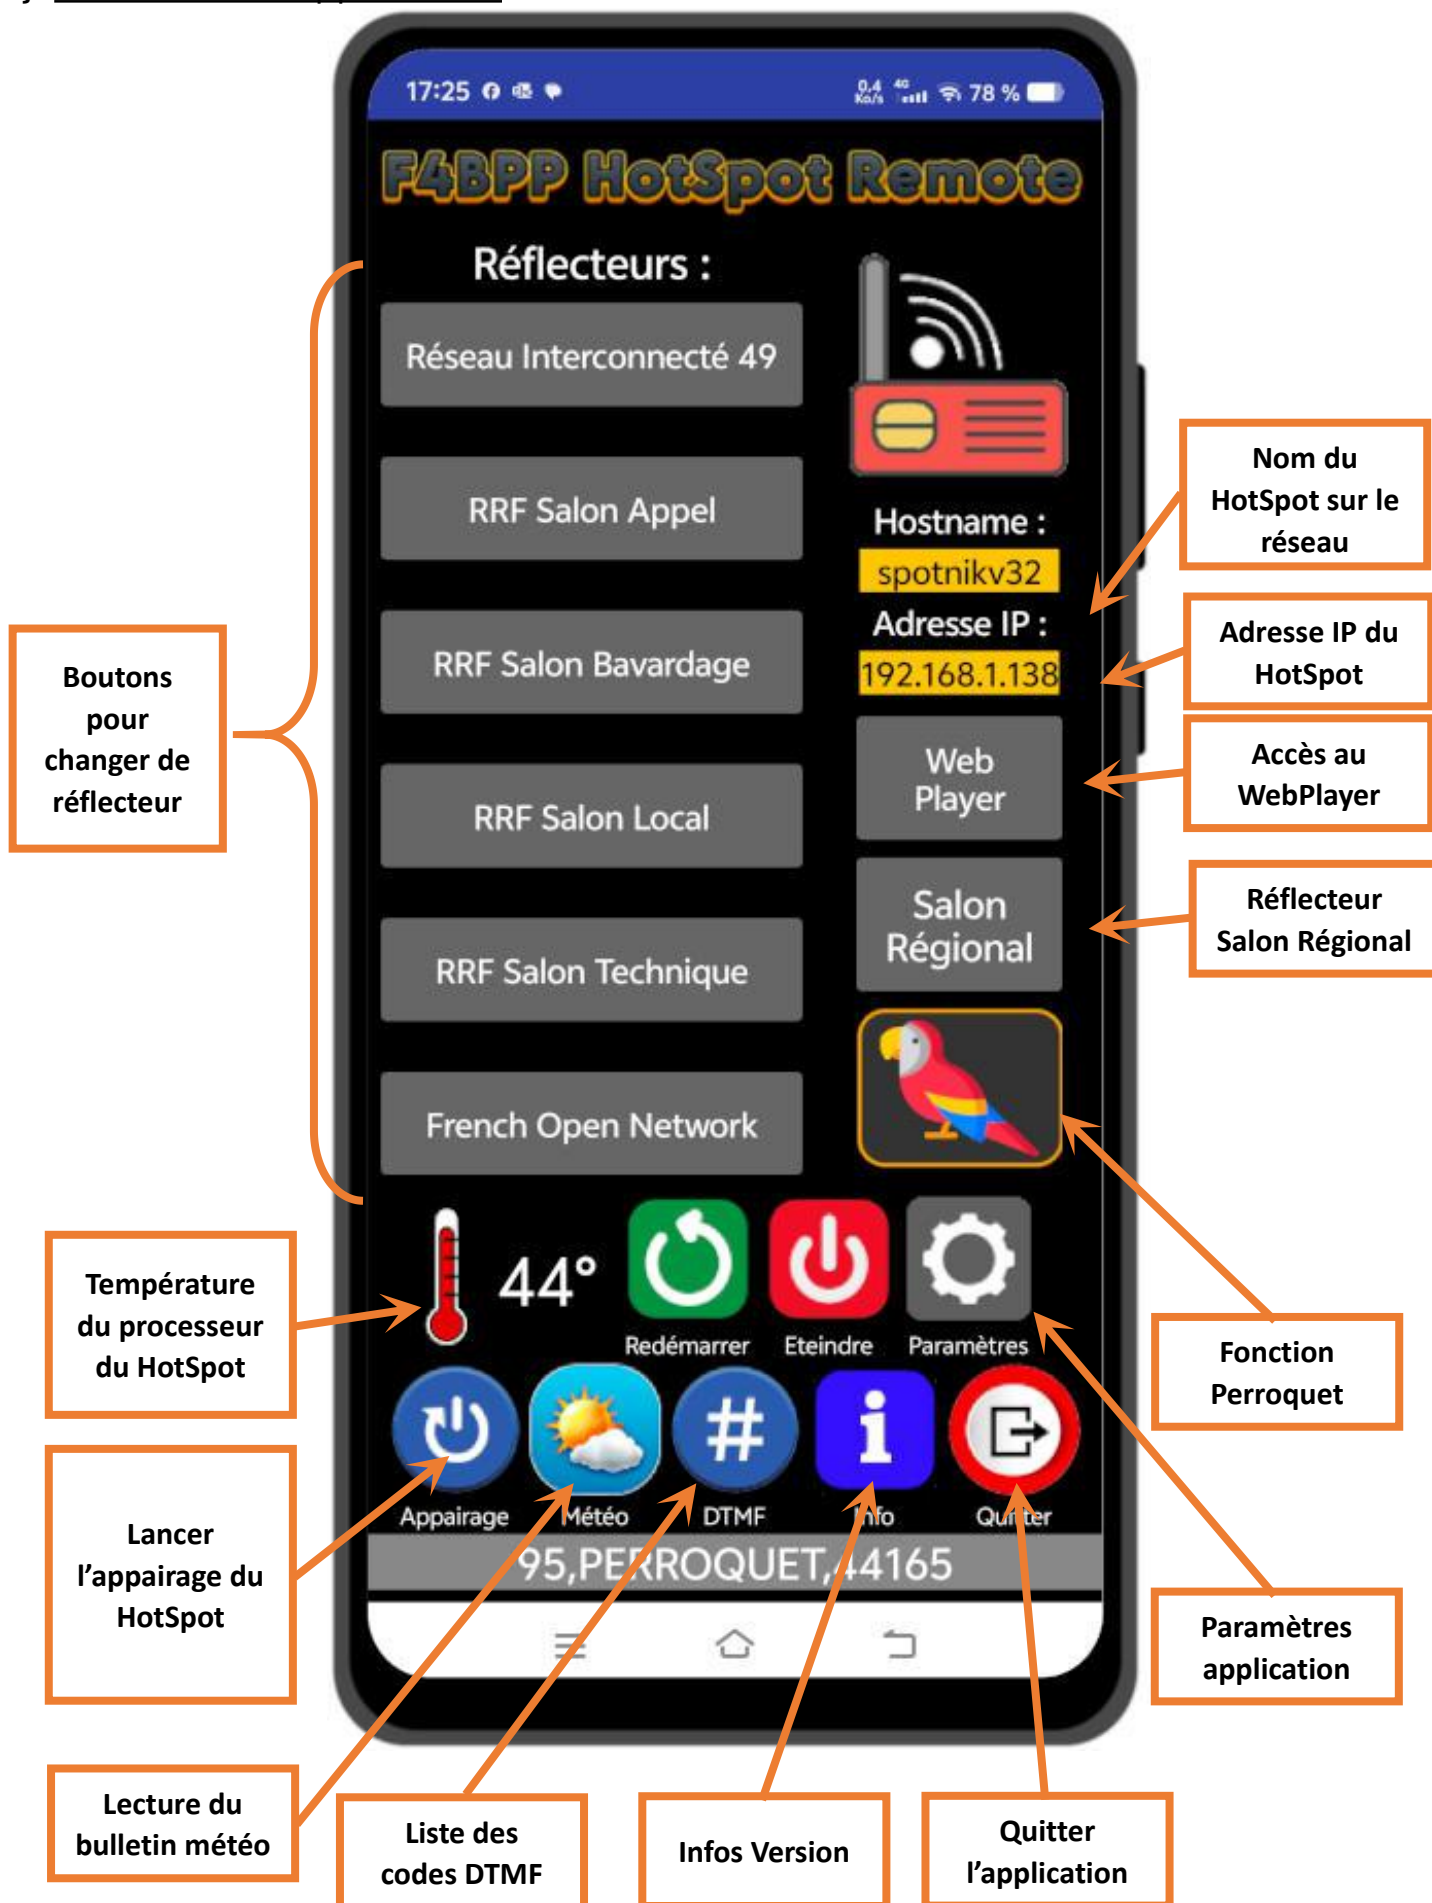 17:25
0.4
Ko/s
4G
78 %
F4BPP HotSpot Remote
Réflecteurs :
Réseau Interconnecté 49
RRF Salon Appel
RRF Salon Bavardage
RRF Salon Local
RRF Salon Technique
French Open Network
Hostname :
spotnikv32
Adresse IP :
192.168.1.138
Web
Player
Salon
Régional
44°
Redémarrer
Eteindre
Paramètres
Appairage
Météo
DTMF
Info
Quitter
95,PERROQUET,44165
Boutons
pour
changer de
réflecteur
Température
du processeur
du HotSpot
Lancer
l’appairage du
HotSpot
Lecture du
bulletin météo
Liste des
codes DTMF
Infos Version
Quitter
l’application
Nom du
HotSpot sur le
réseau
Adresse IP du
HotSpot
Accès au
WebPlayer
Réflecteur
Salon Régional
Fonction
Perroquet
Paramètres
application